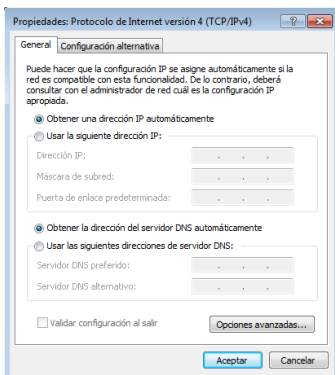 Propiedades: Protocolo de Internet versión 4 (TCP/IPv4)
General
Configuración alternativa
Puede hacer que la configuración IP se asigne automáticamente si la
red es compatible con esta funcionalidad. De lo contrario, deberá
consultar con el administrador de red cuál es la configuración IP
apropiada.
Obtener una dirección IP automáticamente
Usar la siguiente dirección IP:
Dirección IP:
Máscara de subred:
Puerta de enlace predeterminada:
Obtener la dirección del servidor DNS automáticamente
Usar las siguientes direcciones de servidor DNS:
Servidor DNS preferido:
Servidor DNS alternativo:
Validar configuración al salir
Opciones avanzadas...
Aceptar
Cancelar